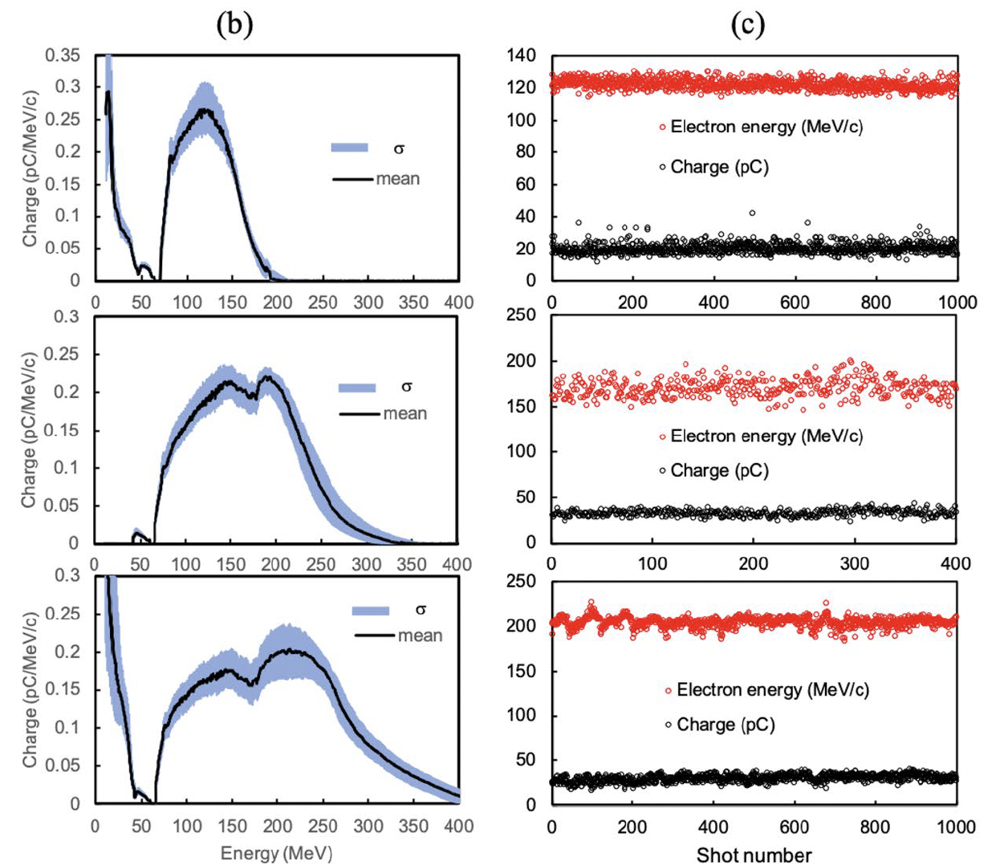 (b)
(c)
0.35
0.3
0.25
0.2
0.15
0.1
0.05
0
Charge (pC/MeV/c)
σ
mean
0 50 100 150 200 250 300 350 400
140
120
100
80
60
40
20
0
Electron energy (MeV/c)
Charge (pC)
0 200 400 600 800 1000
0.3
0.25
0.2
0.15
0.1
0.05
0
Charge (pC/MeV/c)
σ
mean
0 50 100 150 200 250 300 350 400
250
200
150
100
50
0
Electron energy (MeV/c)
Charge (pC)
0 100 200 300 400
0.3
0.25
0.2
0.15
0.1
0.05
0
Charge (pC/MeV/c)
σ
mean
0 50 100 150 200 250 300 350 400
Energy (MeV)
250
200
150
100
50
0
Electron energy (MeV/c)
Charge (pC)
0 200 400 600 800 1000
Shot number